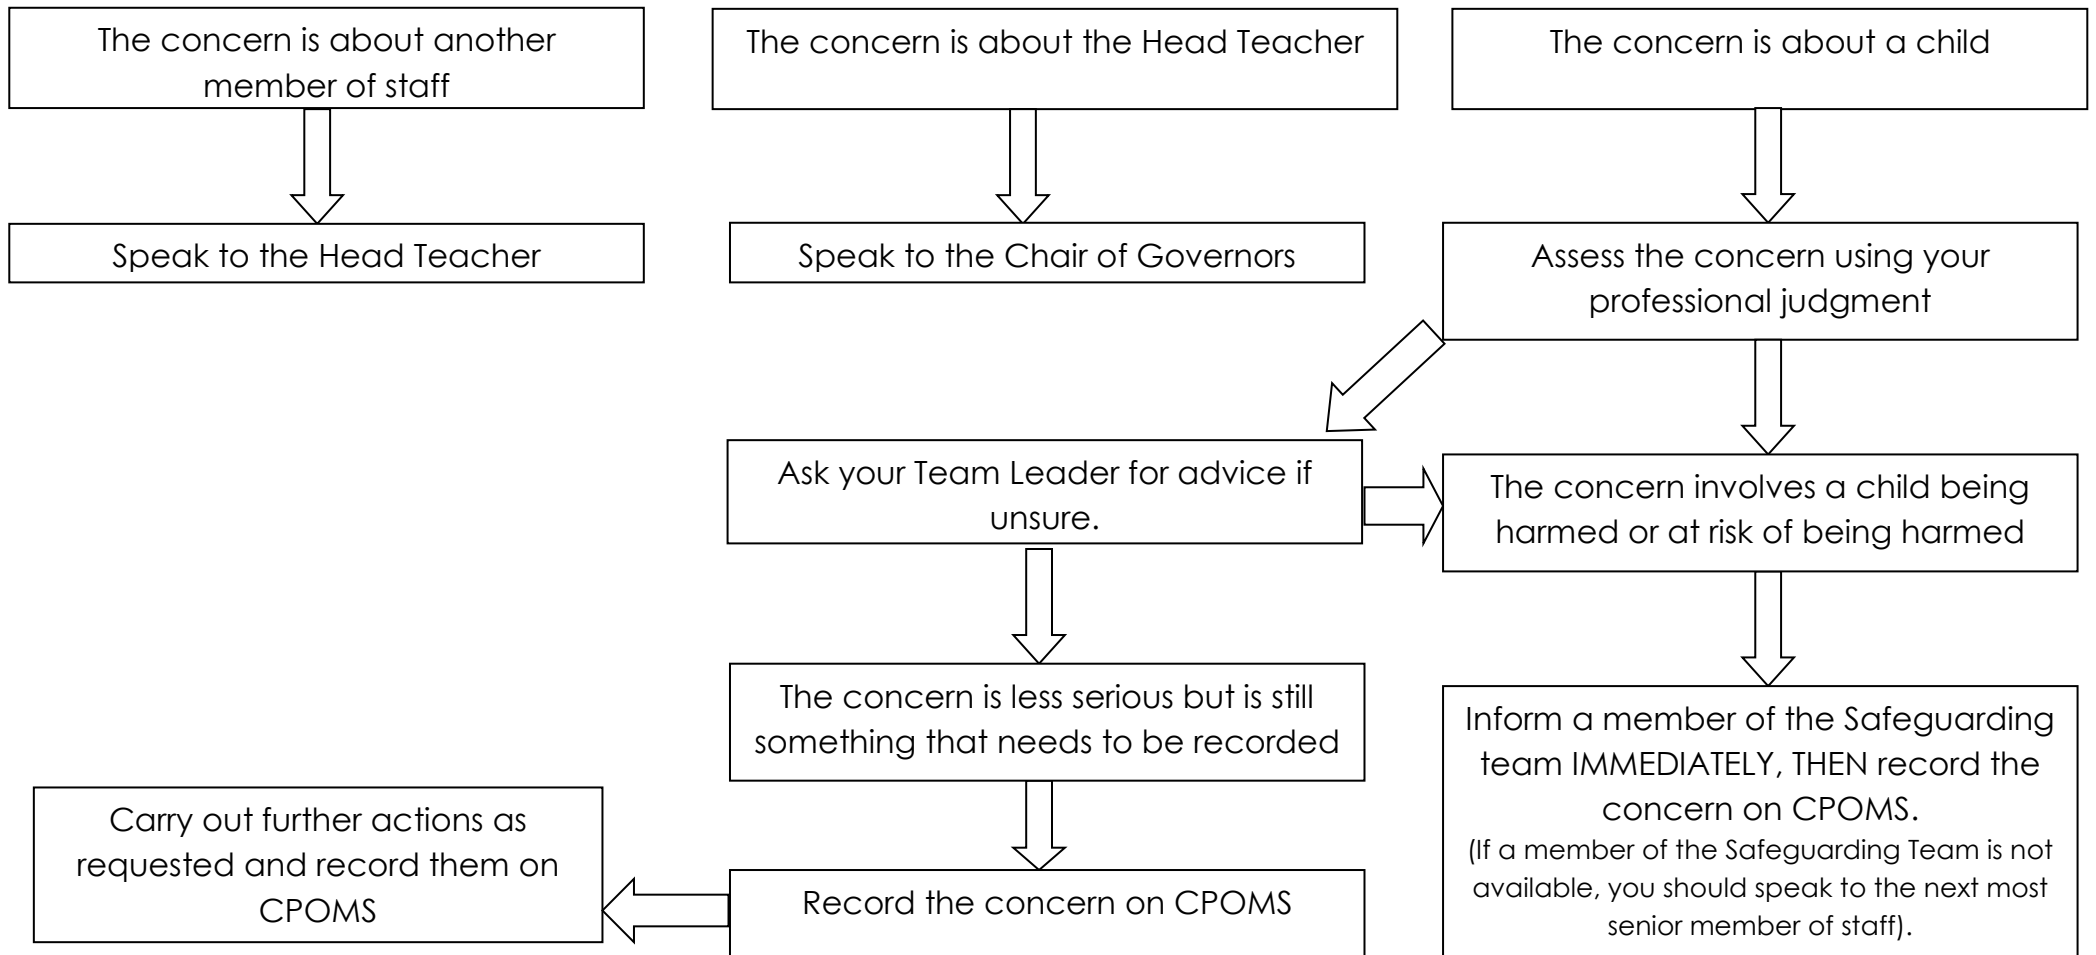 The concern is about another
member of staff
The concern is about the Head Teacher
The concern is about a child
Speak to the Head Teacher
Speak to the Chair of Governors
Assess the concern using your
professional judgment
Ask your Team Leader for advice if
unsure.
The concern involves a child being
harmed or at risk of being harmed
The concern is less serious but is still
something that needs to be recorded
Inform a member of the Safeguarding
team IMMEDIATELY, THEN record the
concern on CPOMS.
(If a member of the Safeguarding Team is not
available, you should speak to the next most
senior member of staff).
Record the concern on CPOMS
Carry out further actions as
requested and record them on
CPOMS